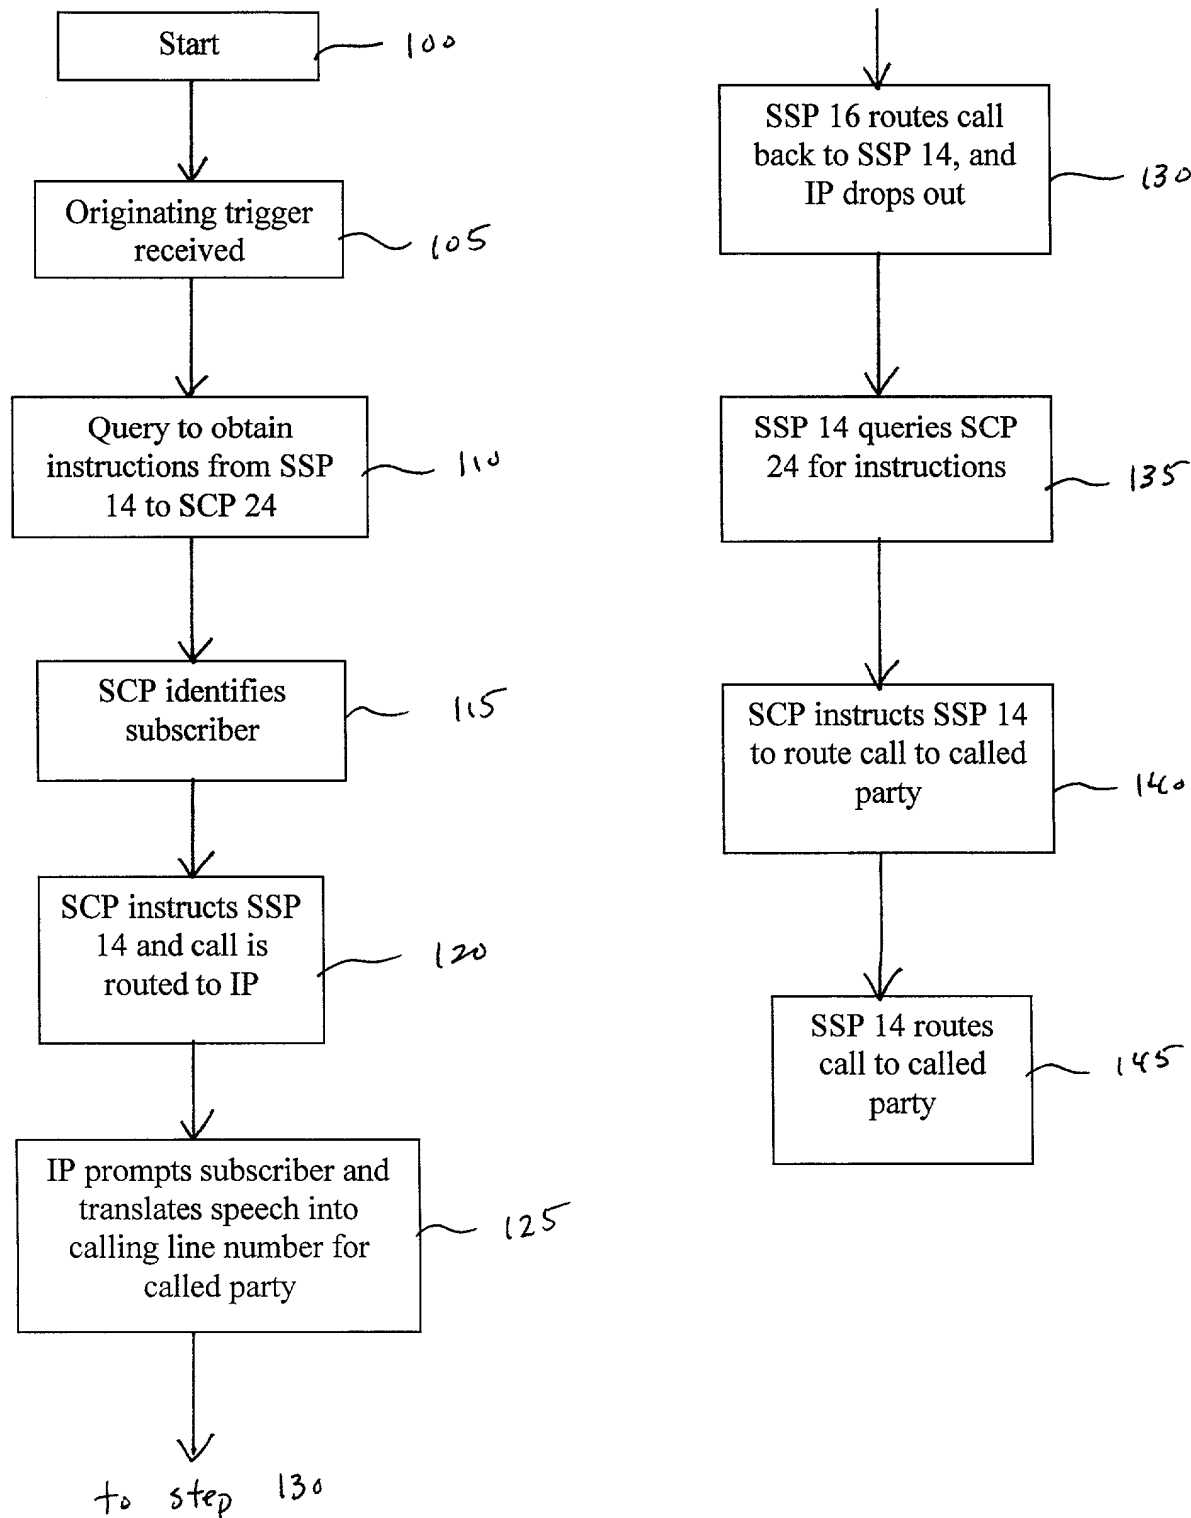 Start
100
Originating trigger
received
105
Query to obtain
instructions from SSP
14 to SCP 24
110
SCP identifies
subscriber
115
SCP instructs SSP
14 and call is
routed to IP
120
IP prompts subscriber and
translates speech into
calling line number for
called party
125
to step 130
SSP 16 routes call
back to SSP 14, and
IP drops out
130
SSP 14 queries SCP
24 for instructions
135
SCP instructs SSP 14
to route call to called
party
140
SSP 14 routes
call to called
party
145